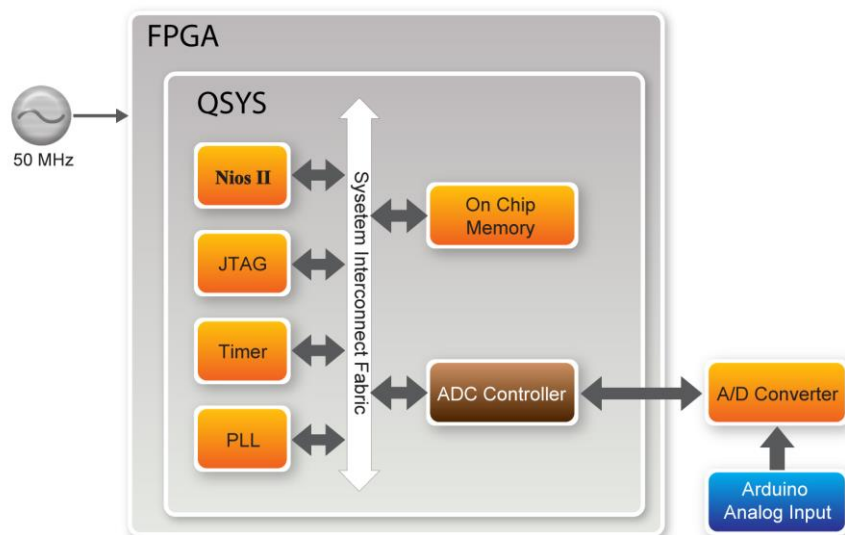 FPGA
QSYS
50 MHz
Nios II
JTAG
Timer
PLL
Sysetem Interconnect Fabric
On Chip
Memory
ADC Controller
A/D Converter
Arduino
Analog Input